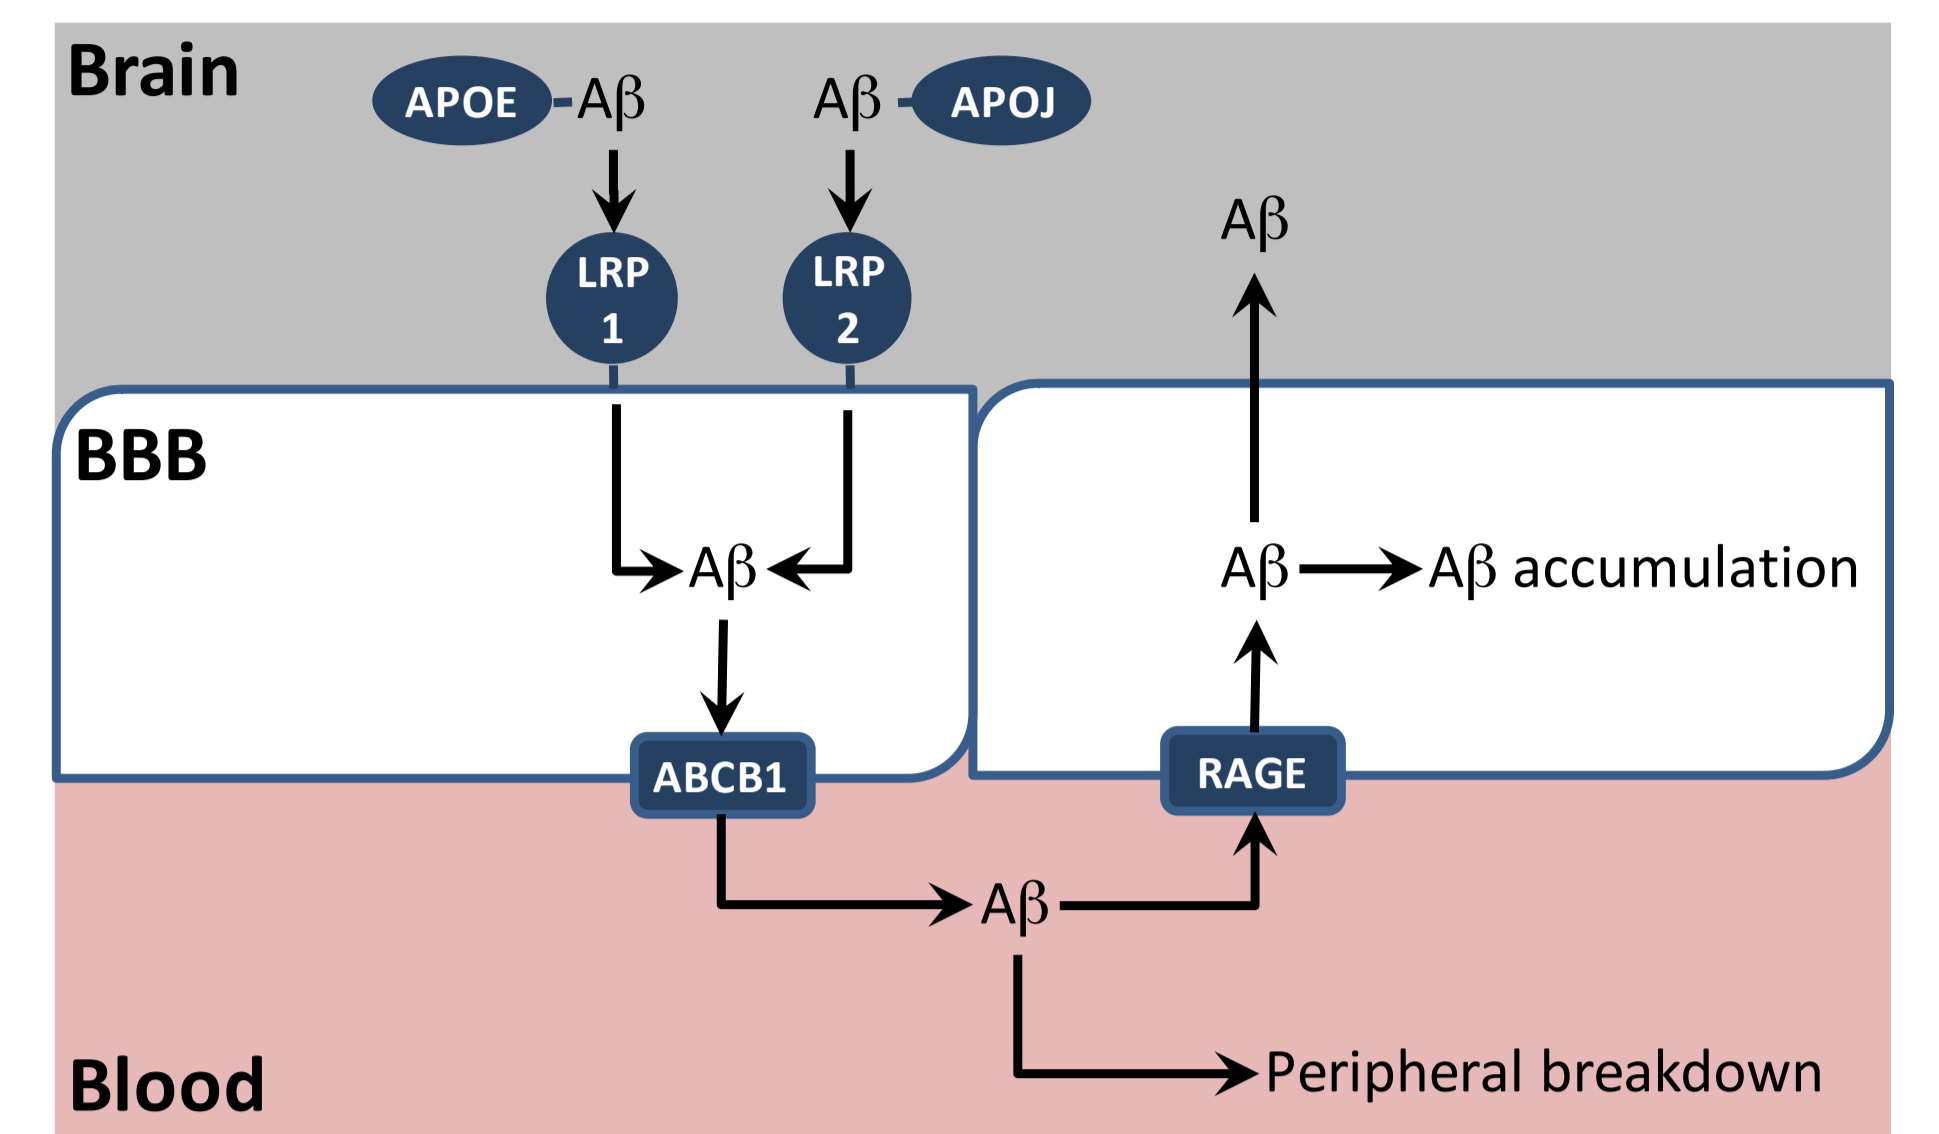 Brain
APOE
Aβ
Aβ
APOJ
LRP
1
LRP
2
Aβ
BBB
Aβ
Aβ
Aβ accumulation
ABCB1
RAGE
Aβ
Peripheral breakdown
Blood